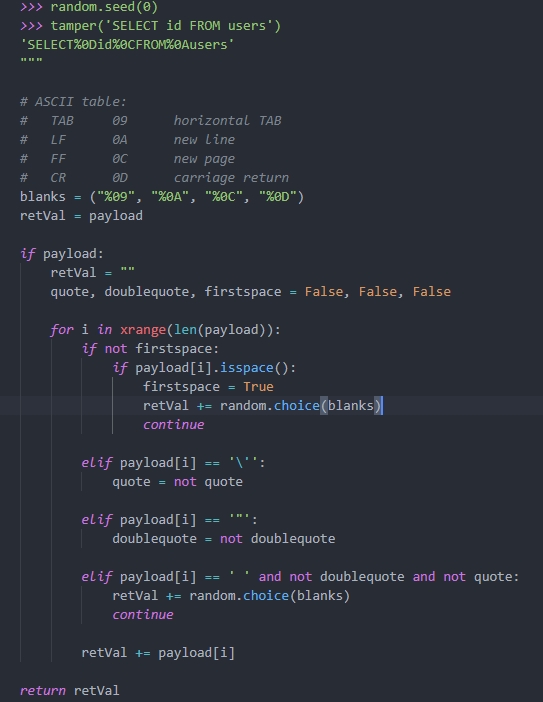 >>> random.seed(0)
>>> tamper('SELECT id FROM users')
'SELECT%0Did%0CFROM%0Ausers'
"""

# ASCII table:
#   TAB     09      horizontal TAB
#   LF      0A      new line
#   FF      0C      new page
#   CR      0D      carriage return
blanks = ("%09", "%0A", "%0C", "%0D")
retVal = payload

if payload:
    retVal = ""
    quote, doublequote, firstspace = False, False, False

    for i in xrange(len(payload)):
        if not firstspace:
            if payload[i].isspace():
                firstspace = True
                retVal += random.choice(blanks)
                continue

        elif payload[i] == '\'':
            quote = not quote

        elif payload[i] == '"':
            doublequote = not doublequote

        elif payload[i] == ' ' and not doublequote and not quote:
            retVal += random.choice(blanks)
            continue

        retVal += payload[i]

return retVal